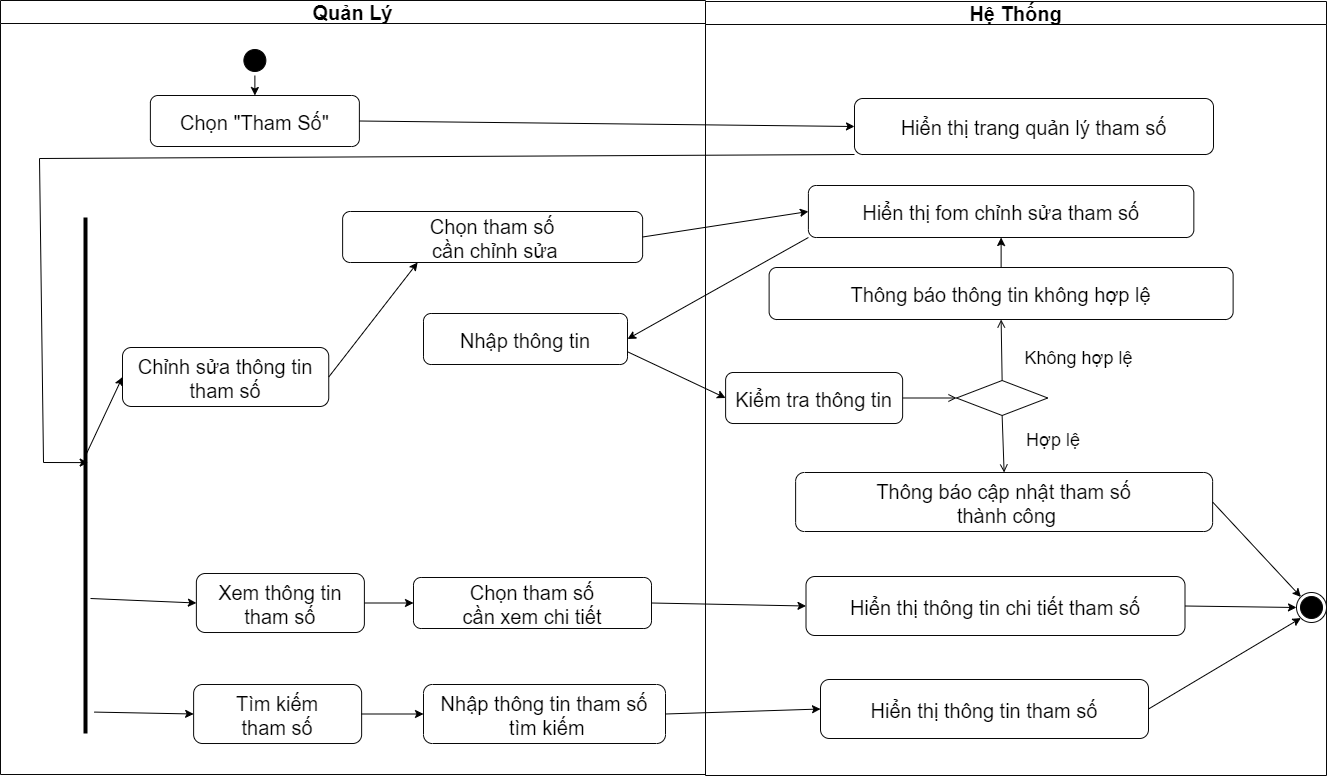 Quản Lý
Hệ Thống
Chọn "Tham Số"
Hiển thị trang quản lý tham số
Chọn tham số
cần chỉnh sửa
Hiển thị fom chỉnh sửa tham số
Thông báo thông tin không hợp lệ
Nhập thông tin
Chỉnh sửa thông tin
tham số
Không hợp lệ
Kiểm tra thông tin
Hợp lệ
Thông báo cập nhật tham số
thành công
Xem thông tin
tham số
Chọn tham số
cần xem chi tiết
Hiển thị thông tin chi tiết tham số
Tìm kiếm
tham số
Nhập thông tin tham số
tìm kiếm
Hiển thị thông tin tham số